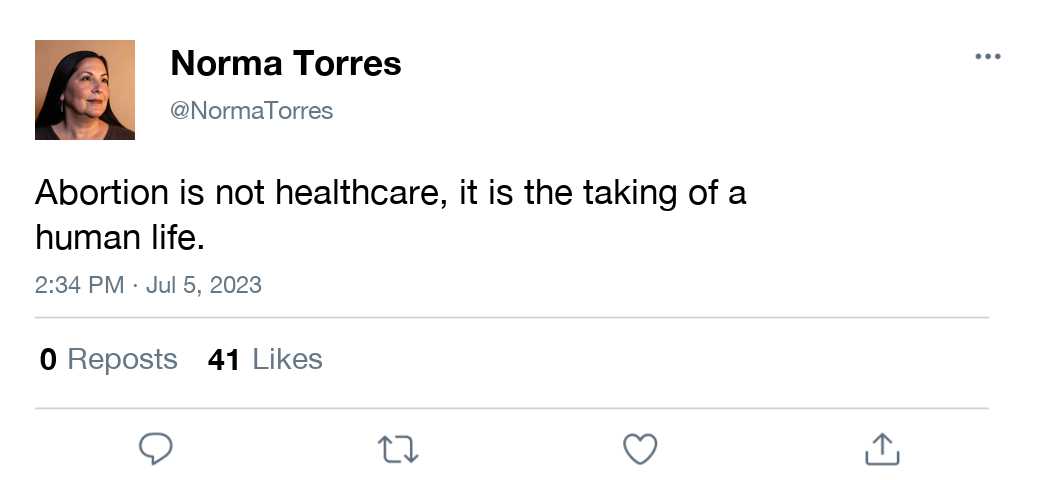 Norma Torres
@NormaTorres
Abortion is not healthcare, it is the taking of a
human life.
2:34 PM · Jul 5, 2023
0 Reposts 41 Likes